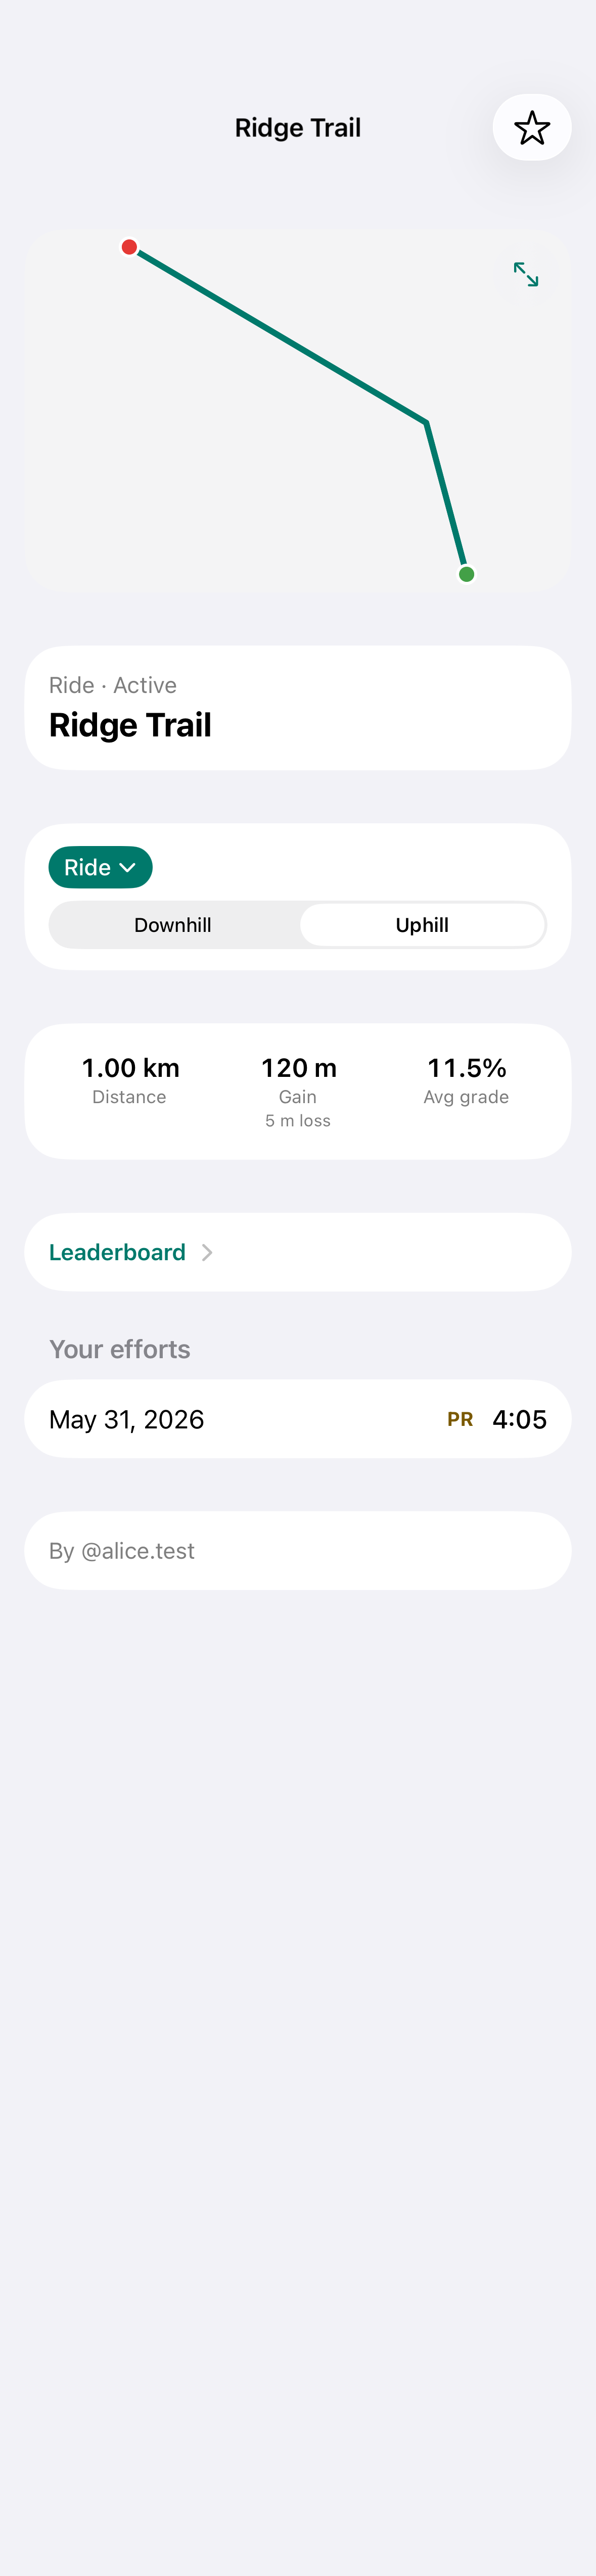 Ridge Trail
Ride · Active
Ridge Trail
Ride
Downhill Uphill
1.00 km 120 m 11.5%
Distance Gain Avg grade
5 m loss
Leaderboard
Your efforts
May 31, 2026 PR 4:05
By @alice.test